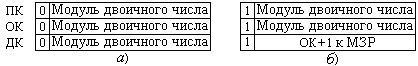 ПК 0 Модуль двоичного числа 1 Модуль двоичного числа
ОК 0 Модуль двоичного числа 1 Модуль двоичного числа
ДК 0 Модуль двоичного числа 1 ОК+1 к МЗР
а) б)